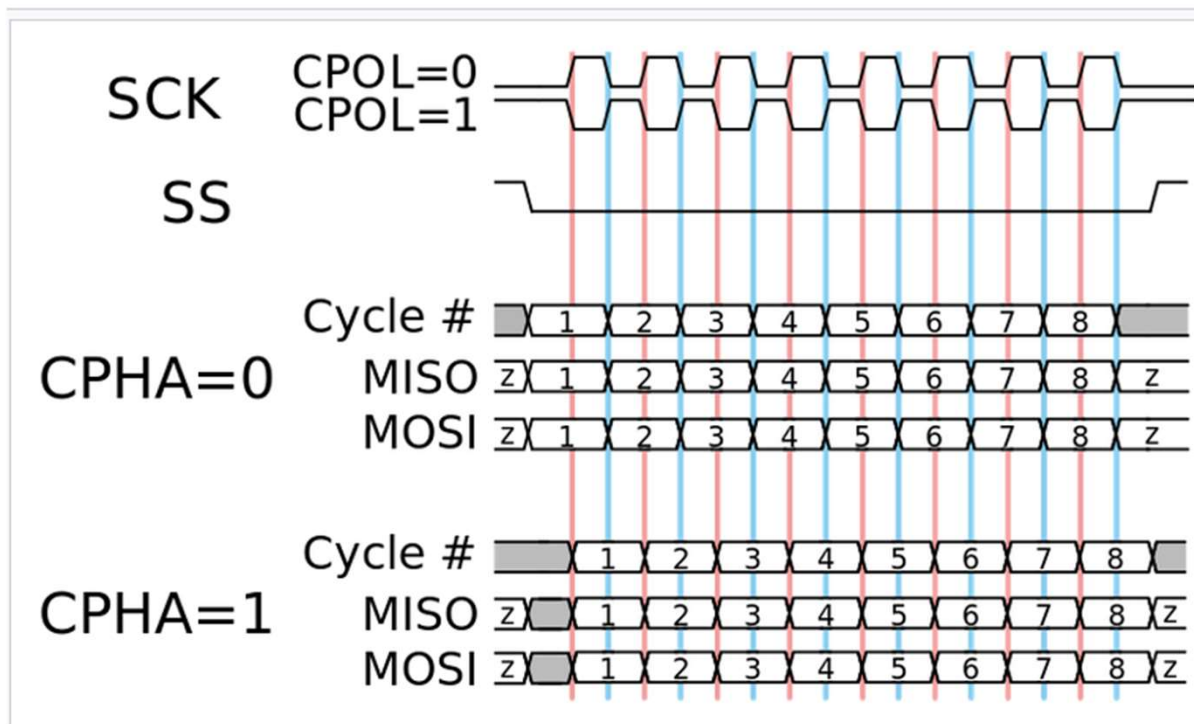 SCK CPOL=0
CPOL=1
SS
Cycle # 1 2 3 4 5 6 7 8
CPHA=0 MISO z 1 2 3 4 5 6 7 8 z
MOSI z 1 2 3 4 5 6 7 8 z
Cycle # 1 2 3 4 5 6 7 8
CPHA=1 MISO z 1 2 3 4 5 6 7 8 z
MOSI z 1 2 3 4 5 6 7 8 z